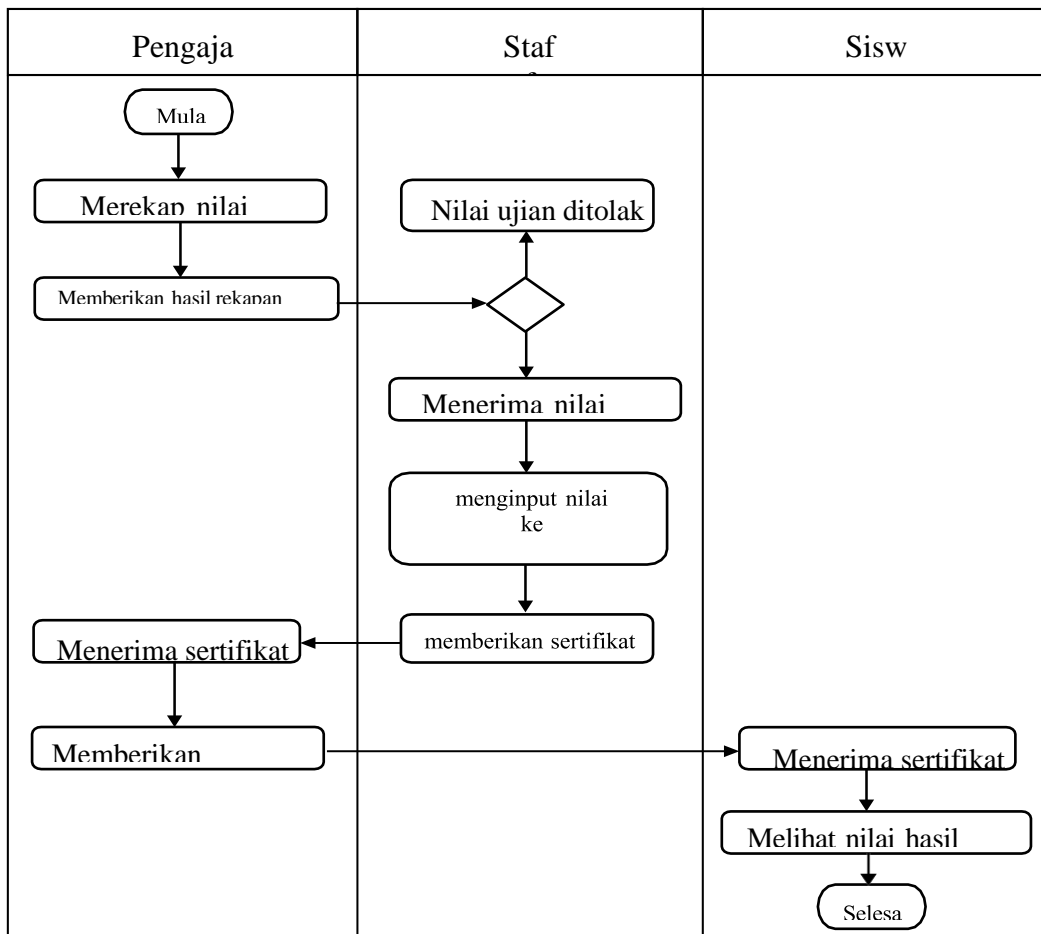 Pengaja
Staf
Sisw
Mula
Merekap nilai
Nilai ujian ditolak
Memberikan hasil rekapan
Menerima nilai
menginput nilai
ke
memberikan sertifikat
Menerima sertifikat
Memberikan
Menerima sertifikat
Melihat nilai hasil
Selesa